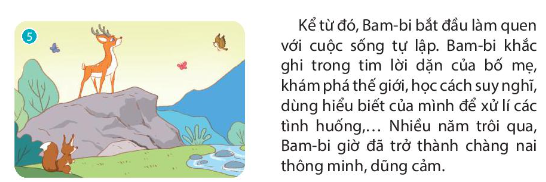 5
Kể từ đó, Bam-bi bắt đầu làm quen
với cuộc sống tự lập. Bam-bi khắc
ghi trong tim lời dặn của bố mẹ,
khám phá thế giới, học cách suy nghĩ,
dùng hiểu biết của mình để xử lí các
tình huống,... Nhiều năm trôi qua,
Bam-bi giờ đã trở thành chàng nai
thông minh, dũng cảm.